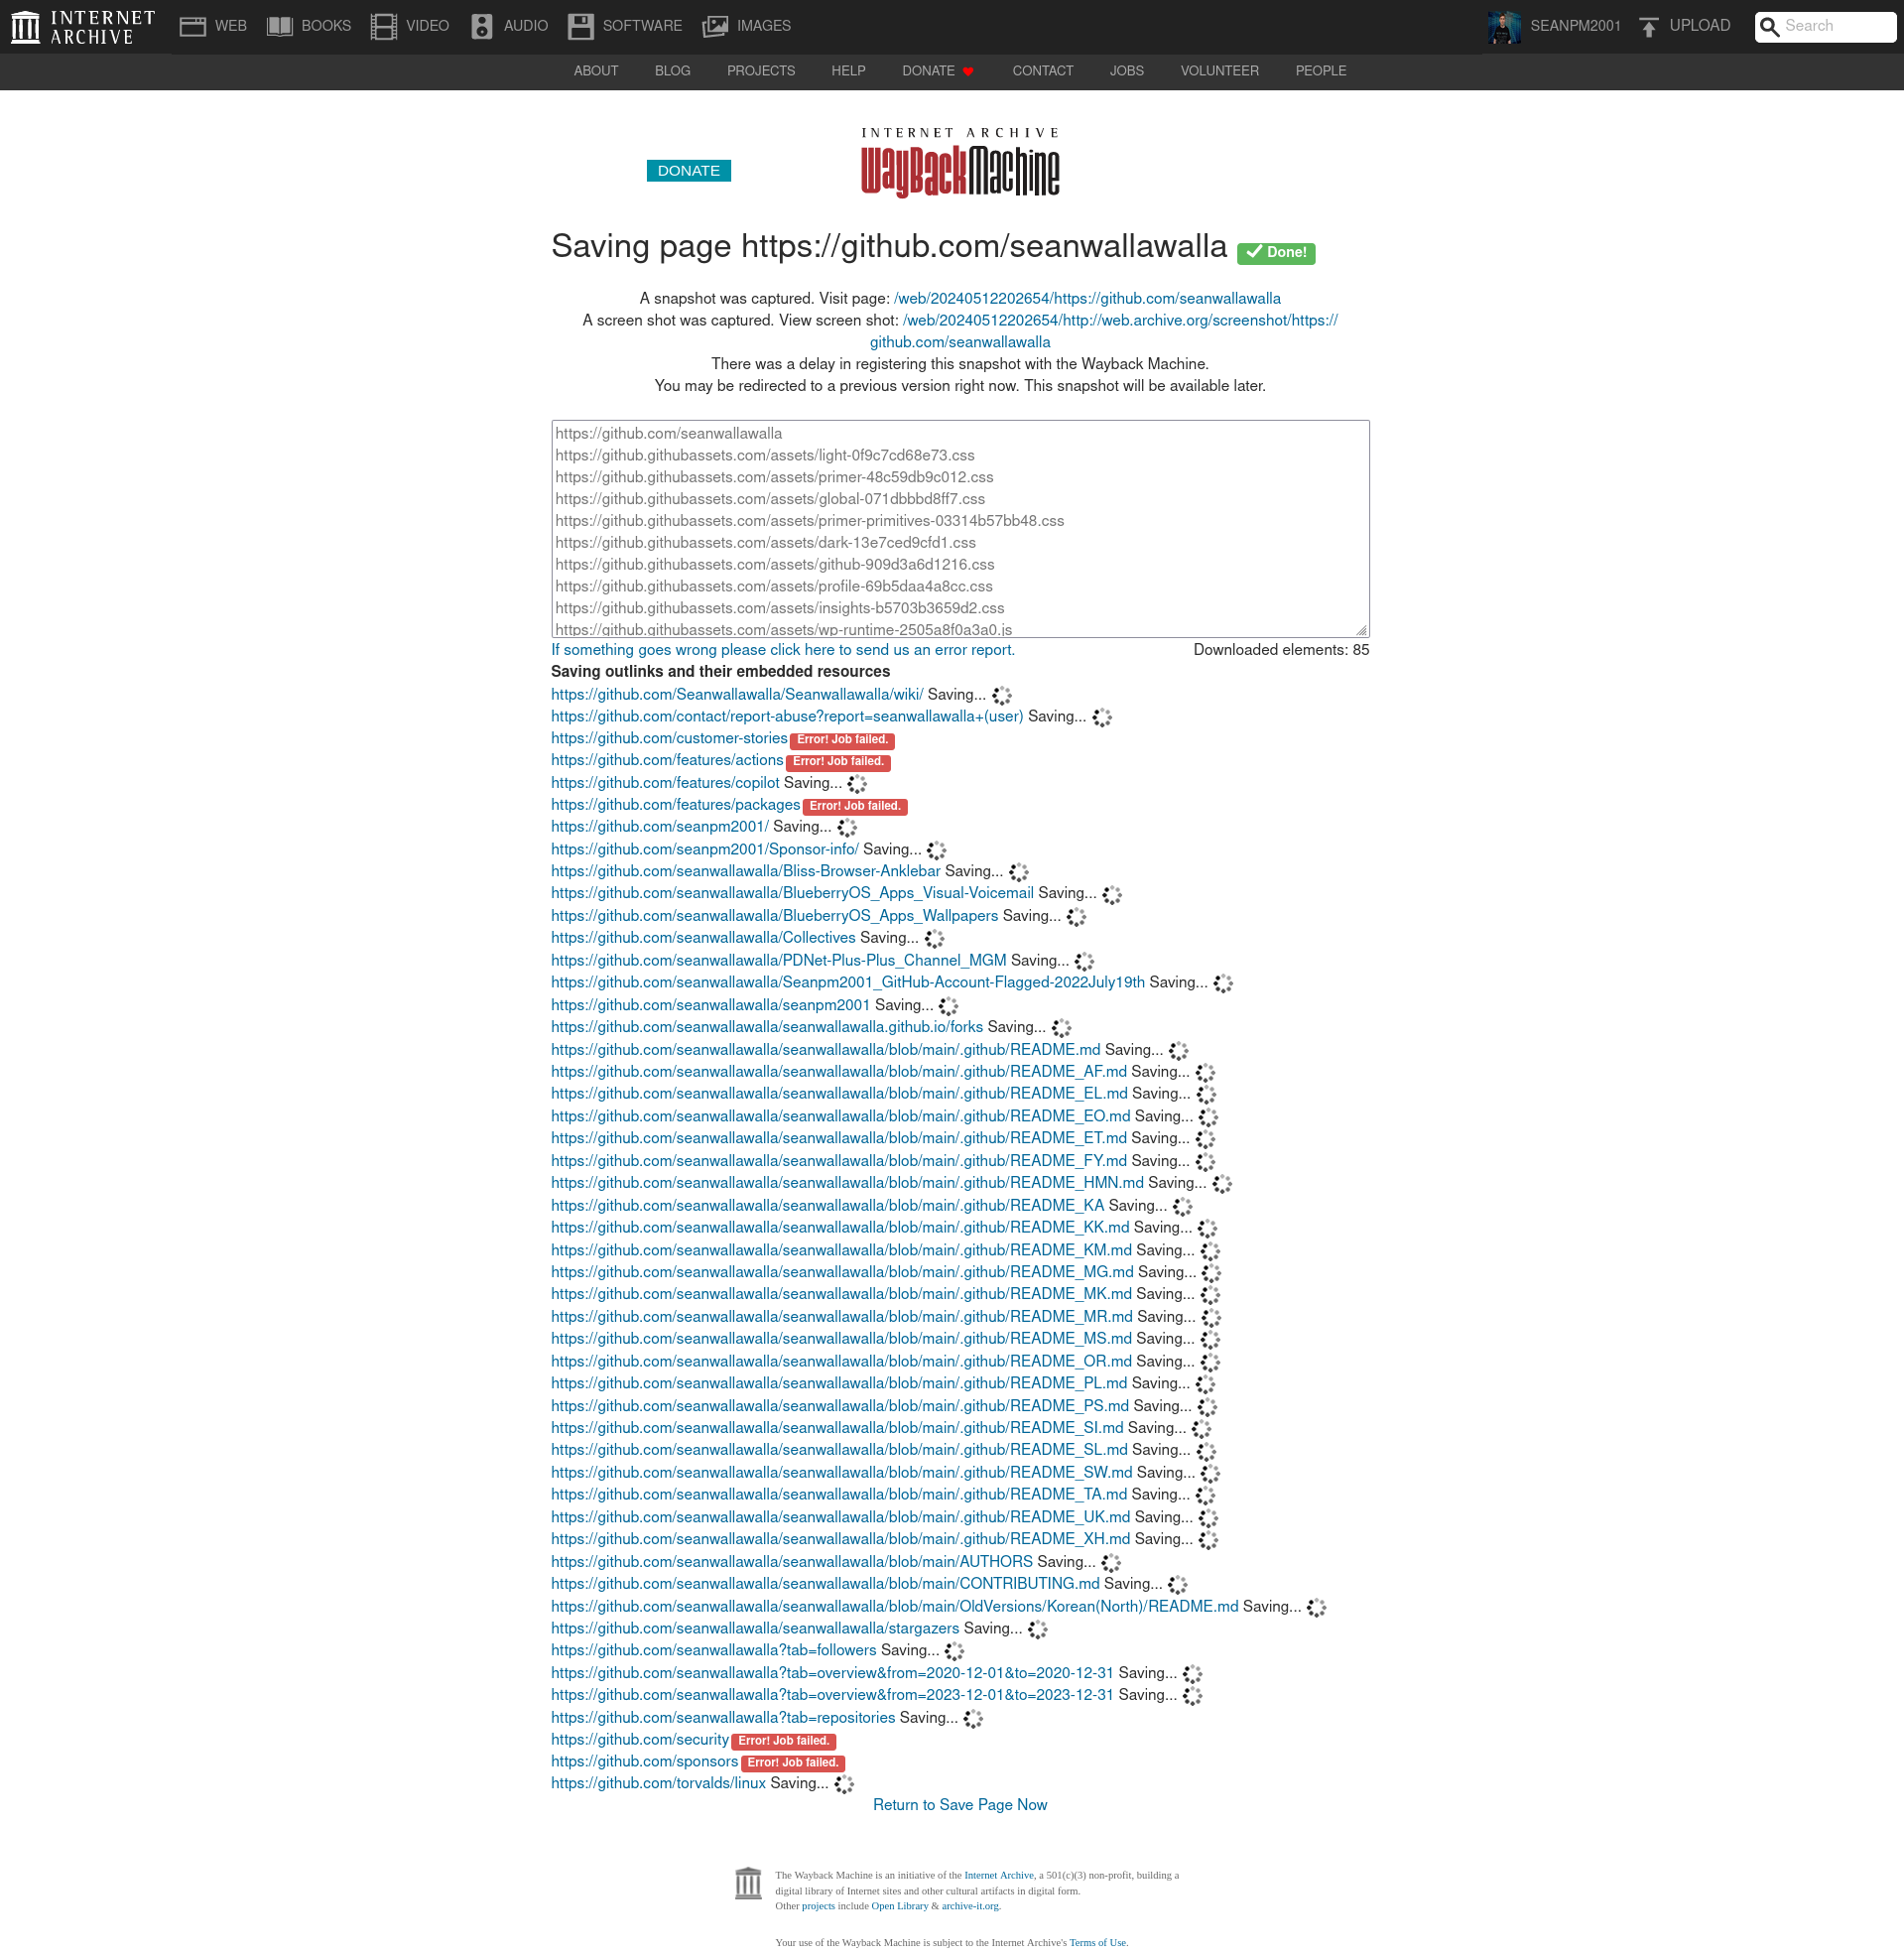 INTERNET ARCHIVE WEB BOOKS VIDEO AUDIO SOFTWARE IMAGES SEANPM2001 UPLOAD Search
ABOUT BLOG PROJECTS HELP DONATE CONTACT JOBS VOLUNTEER PEOPLE
INTERNET ARCHIVE
DONATE WayBackMachine
Saving page https://github.com/seanwallawalla Done!
A snapshot was captured. Visit page: /web/20240512202654/https://github.com/seanwallawalla
A screen shot was captured. View screen shot: /web/20240512202654/http://web.archive.org/screenshot/https://
github.com/seanwallawalla
There was a delay in registering this snapshot with the Wayback Machine.
You may be redirected to a previous version right now. This snapshot will be available later.
https://github.com/seanwallawalla
https://github.githubassets.com/assets/light-0f9c7cd68e73.css
https://github.githubassets.com/assets/primer-48c59db9c012.css
https://github.githubassets.com/assets/global-071dbbbd8ff7.css
https://github.githubassets.com/assets/primer-primitives-03314b57bb48.css
https://github.githubassets.com/assets/dark-13e7ced9cfd1.css
https://github.githubassets.com/assets/github-909d3a6d1216.css
https://github.githubassets.com/assets/profile-69b5daa4a8cc.css
https://github.githubassets.com/assets/insights-b5703b3659d2.css
https://github.githubassets.com/assets/wp-runtime-2505a8f0a3a0.js
If something goes wrong please click here to send us an error report. Downloaded elements: 85
Saving outlinks and their embedded resources
https://github.com/Seanwallawalla/Seanwallawalla/wiki/ Saving...
https://github.com/contact/report-abuse?report=seanwallawalla+(user) Saving...
https://github.com/customer-stories Error! Job failed.
https://github.com/features/actions Error! Job failed.
https://github.com/features/copilot Saving...
https://github.com/features/packages Error! Job failed.
https://github.com/seanpm2001/ Saving...
https://github.com/seanpm2001/Sponsor-info/ Saving...
https://github.com/seanwallawalla/Bliss-Browser-Anklebar Saving...
https://github.com/seanwallawalla/BlueberryOS_Apps_Visual-Voicemail Saving...
https://github.com/seanwallawalla/BlueberryOS_Apps_Wallpapers Saving...
https://github.com/seanwallawalla/Collectives Saving...
https://github.com/seanwallawalla/PDNet-Plus-Plus_Channel_MGM Saving...
https://github.com/seanwallawalla/Seanpm2001_GitHub-Account-Flagged-2022July19th Saving...
https://github.com/seanwallawalla/seanpm2001 Saving...
https://github.com/seanwallawalla/seanwallawalla.github.io/forks Saving...
https://github.com/seanwallawalla/seanwallawalla/blob/main/.github/README.md Saving...
https://github.com/seanwallawalla/seanwallawalla/blob/main/.github/README_AF.md Saving...
https://github.com/seanwallawalla/seanwallawalla/blob/main/.github/README_EL.md Saving...
https://github.com/seanwallawalla/seanwallawalla/blob/main/.github/README_EO.md Saving...
https://github.com/seanwallawalla/seanwallawalla/blob/main/.github/README_ET.md Saving...
https://github.com/seanwallawalla/seanwallawalla/blob/main/.github/README_FY.md Saving...
https://github.com/seanwallawalla/seanwallawalla/blob/main/.github/README_HMN.md Saving...
https://github.com/seanwallawalla/seanwallawalla/blob/main/.github/README_KA Saving...
https://github.com/seanwallawalla/seanwallawalla/blob/main/.github/README_KK.md Saving...
https://github.com/seanwallawalla/seanwallawalla/blob/main/.github/README_KM.md Saving...
https://github.com/seanwallawalla/seanwallawalla/blob/main/.github/README_MG.md Saving...
https://github.com/seanwallawalla/seanwallawalla/blob/main/.github/README_MK.md Saving...
https://github.com/seanwallawalla/seanwallawalla/blob/main/.github/README_MR.md Saving...
https://github.com/seanwallawalla/seanwallawalla/blob/main/.github/README_MS.md Saving...
https://github.com/seanwallawalla/seanwallawalla/blob/main/.github/README_OR.md Saving...
https://github.com/seanwallawalla/seanwallawalla/blob/main/.github/README_PL.md Saving...
https://github.com/seanwallawalla/seanwallawalla/blob/main/.github/README_PS.md Saving...
https://github.com/seanwallawalla/seanwallawalla/blob/main/.github/README_SI.md Saving...
https://github.com/seanwallawalla/seanwallawalla/blob/main/.github/README_SL.md Saving...
https://github.com/seanwallawalla/seanwallawalla/blob/main/.github/README_SW.md Saving...
https://github.com/seanwallawalla/seanwallawalla/blob/main/.github/README_TA.md Saving...
https://github.com/seanwallawalla/seanwallawalla/blob/main/.github/README_UK.md Saving...
https://github.com/seanwallawalla/seanwallawalla/blob/main/.github/README_XH.md Saving...
https://github.com/seanwallawalla/seanwallawalla/blob/main/AUTHORS Saving...
https://github.com/seanwallawalla/seanwallawalla/blob/main/CONTRIBUTING.md Saving...
https://github.com/seanwallawalla/seanwallawalla/blob/main/OldVersions/Korean(North)/README.md Saving...
https://github.com/seanwallawalla/seanwallawalla/stargazers Saving...
https://github.com/seanwallawalla?tab=followers Saving...
https://github.com/seanwallawalla?tab=overview&from=2020-12-01&to=2020-12-31 Saving...
https://github.com/seanwallawalla?tab=overview&from=2023-12-01&to=2023-12-31 Saving...
https://github.com/seanwallawalla?tab=repositories Saving...
https://github.com/security Error! Job failed.
https://github.com/sponsors Error! Job failed.
https://github.com/torvalds/linux Saving...
Return to Save Page Now
The Wayback Machine is an initiative of the Internet Archive, a 501(c)(3) non-profit, building a
digital library of Internet sites and other cultural artifacts in digital form.
Other projects include Open Library & archive-it.org.
Your use of the Wayback Machine is subject to the Internet Archive's Terms of Use.